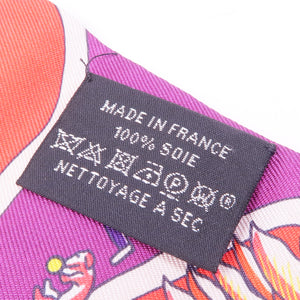 MADE IN FRANCE
100% SOIE
P W
NETTOYAGE A SEC